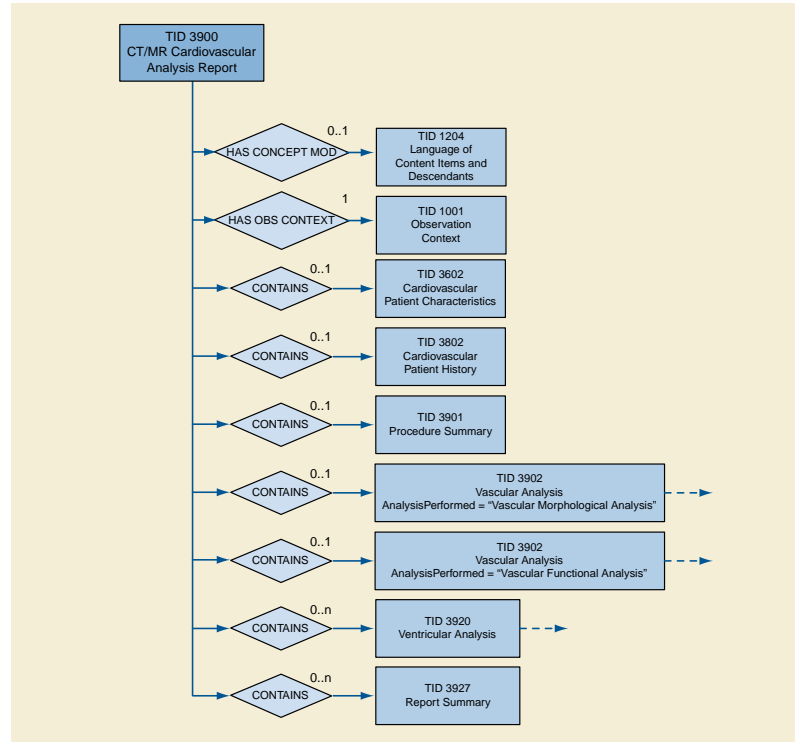 TID 3900
CT/MR Cardiovascular
Analysis Report
0..1
HAS CONCEPT MOD
TID 1204
Language of
Content Items and
Descendants
1
HAS OBS CONTEXT
TID 1001
Observation
Context
0..1
CONTAINS
TID 3602
Cardiovascular
Patient Characteristics
0..1
CONTAINS
TID 3802
Cardiovascular
Patient History
0..1
CONTAINS
TID 3901
Procedure Summary
0..1
CONTAINS
TID 3902
Vascular Analysis
AnalysisPerformed = “Vascular Morphological Analysis”
0..1
CONTAINS
TID 3902
Vascular Analysis
AnalysisPerformed = “Vascular Functional Analysis”
0..n
CONTAINS
TID 3920
Ventricular Analysis
0..n
CONTAINS
TID 3927
Report Summary